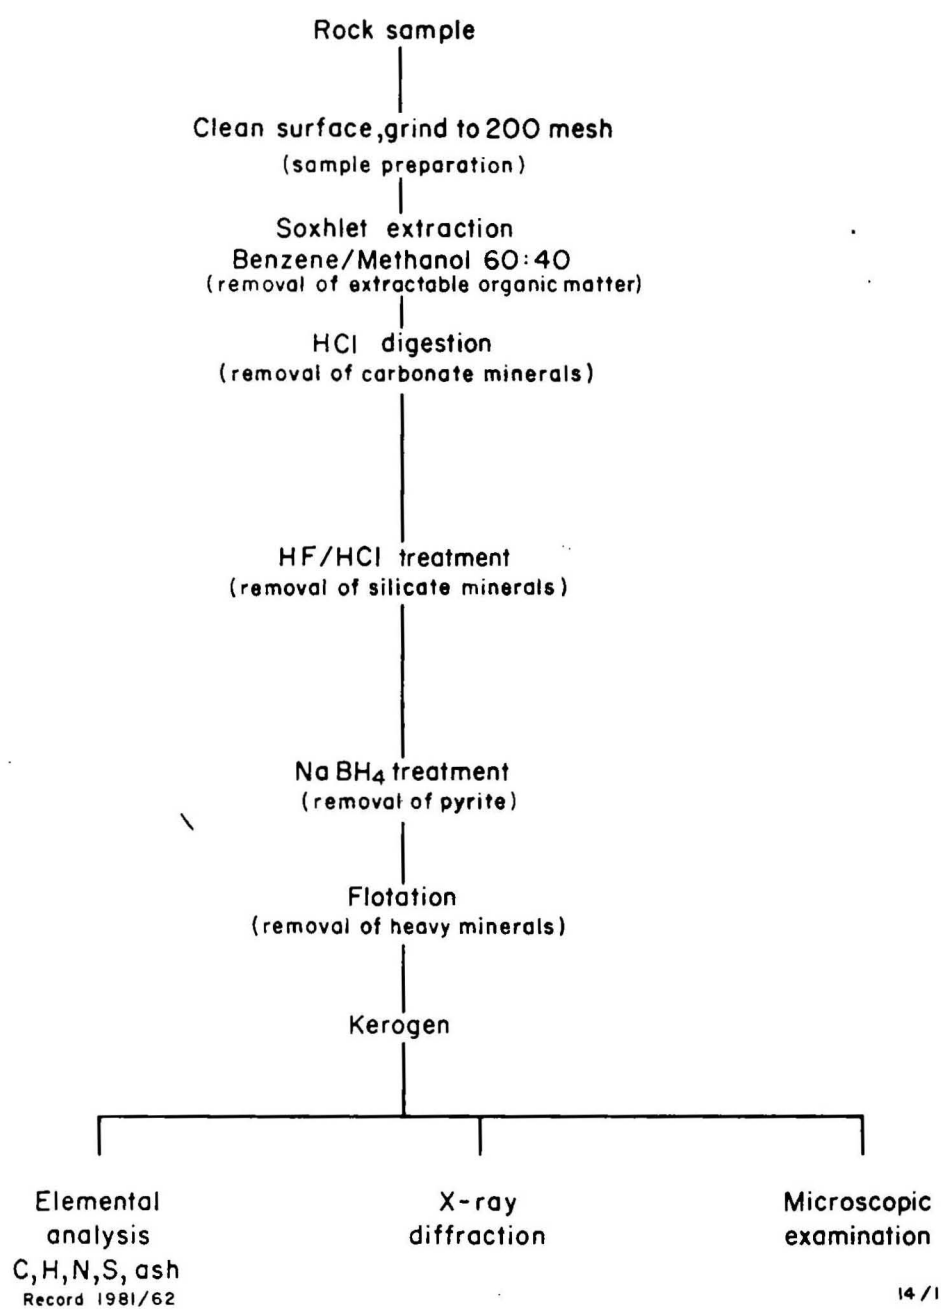 Rock sample
Clean surface, grind to 200 mesh
(sample preparation)
Soxhlet extraction
Benzene/Methanol 60:40
(removal of extractable organic matter)
HCl digestion
(removal of carbonate minerals)
HF/HCl treatment
(removal of silicate minerals)
NaBH4 treatment
(removal of pyrite)
Flotation
(removal of heavy minerals)
Kerogen
Elemental
analysis
C,H,N,S, ash
X-ray
diffraction
Microscopic
examination
Record 1981/62
14/1